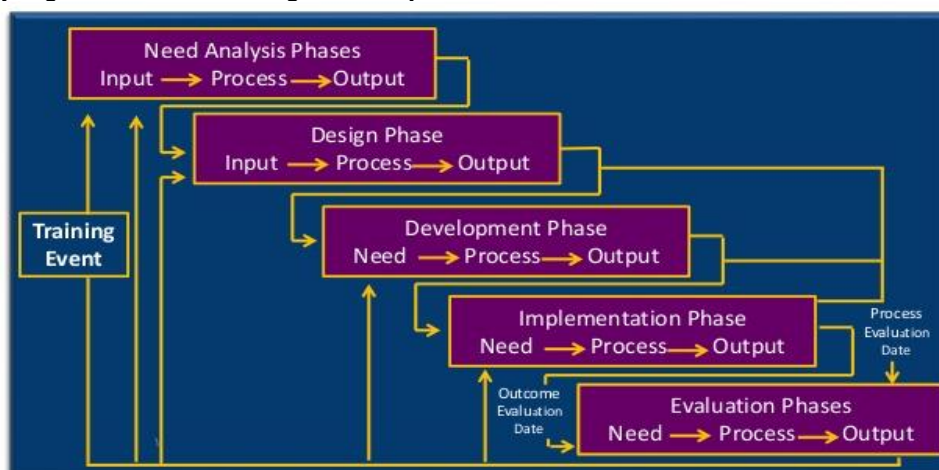 Need Analysis Phases
Input Process Output
Design Phase
Input Process Output
Training
Event
Development Phase
Need Process Output
Implementation Phase
Need Process Output
Process
Evaluation
Date
Outcome
Evaluation
Date
Evaluation Phases
Need Process Output